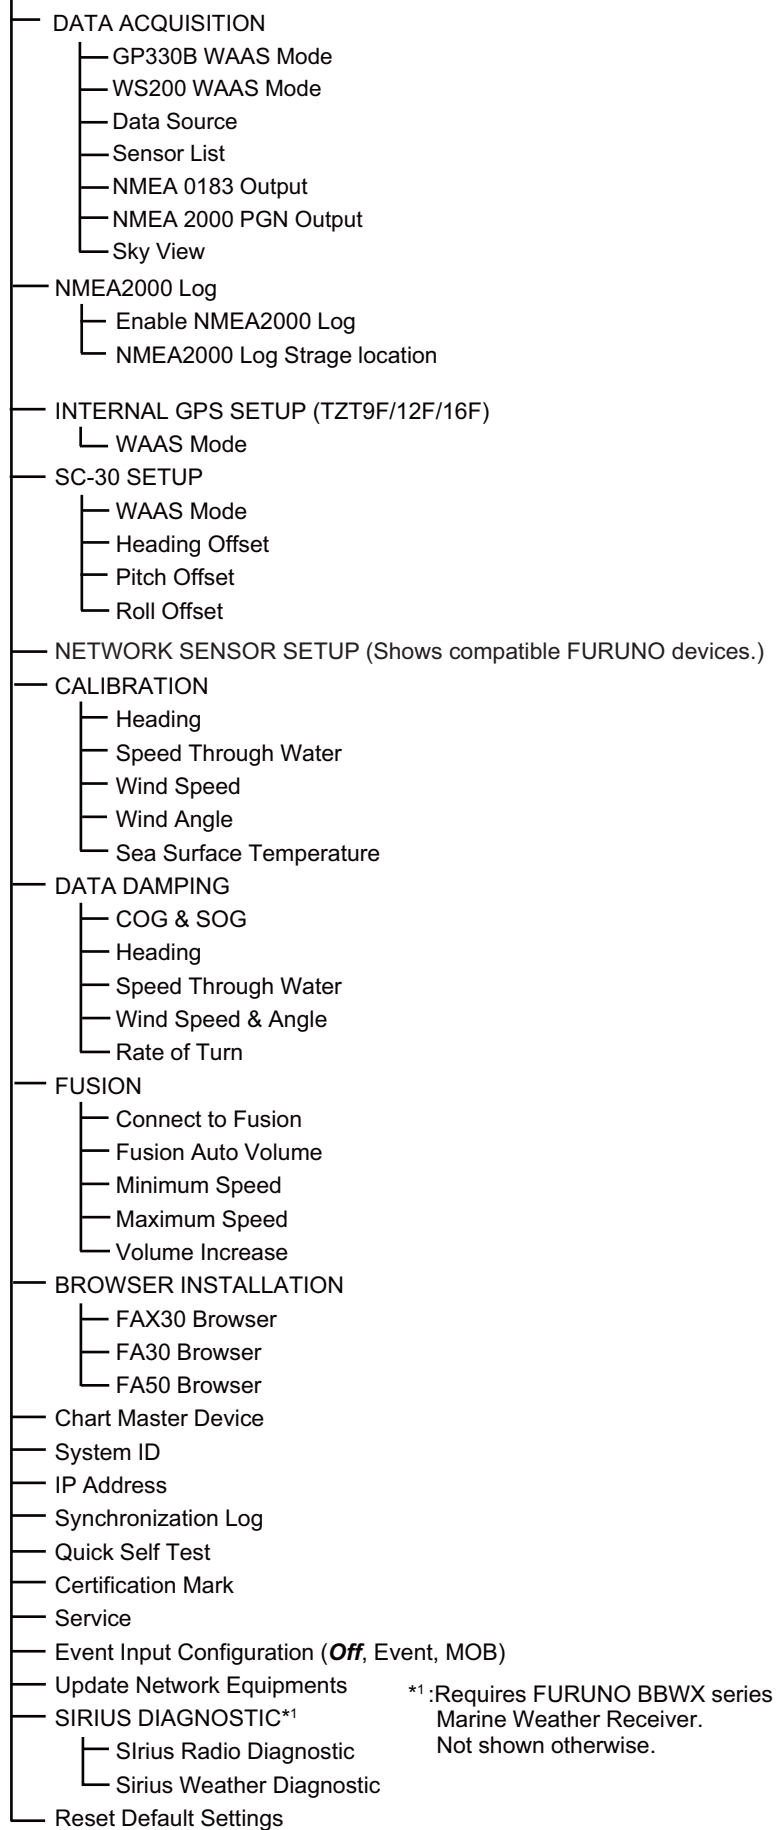 DATA ACQUISITION
GP330B WAAS Mode
WS200 WAAS Mode
Data Source
Sensor List
NMEA 0183 Output
NMEA 2000 PGN Output
Sky View
NMEA2000 Log
Enable NMEA2000 Log
NMEA2000 Log Strage location
INTERNAL GPS SETUP (TZT9F/12F/16F)
WAAS Mode
SC-30 SETUP
WAAS Mode
Heading Offset
Pitch Offset
Roll Offset
NETWORK SENSOR SETUP (Shows compatible FURUNO devices.)
CALIBRATION
Heading
Speed Through Water
Wind Speed
Wind Angle
Sea Surface Temperature
DATA DAMPING
COG & SOG
Heading
Speed Through Water
Wind Speed & Angle
Rate of Turn
FUSION
Connect to Fusion
Fusion Auto Volume
Minimum Speed
Maximum Speed
Volume Increase
BROWSER INSTALLATION
FAX30 Browser
FA30 Browser
FA50 Browser
Chart Master Device
System ID
IP Address
Synchronization Log
Quick Self Test
Certification Mark
Service
Event Input Configuration (Off, Event, MOB)
Update Network Equipments
SIRIUS DIAGNOSTIC*1
SIrius Radio Diagnostic
Sirius Weather Diagnostic
Reset Default Settings
*1 :Requires FURUNO BBWX series
Marine Weather Receiver.
Not shown otherwise.